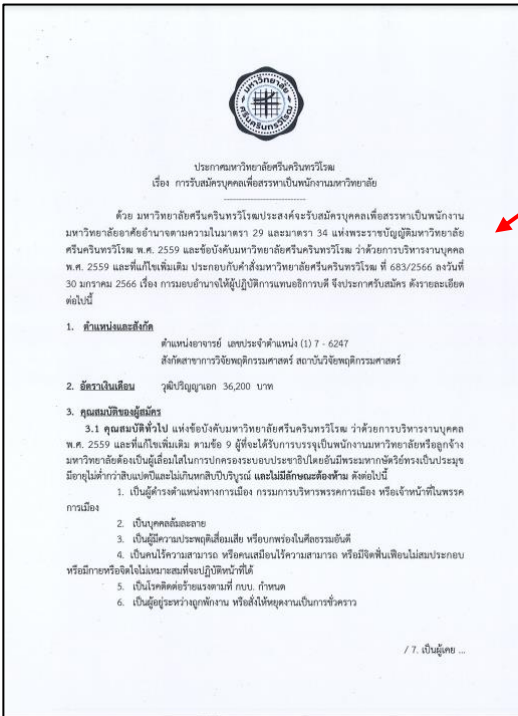 มหาวิทยาลัย
ศรีนครินทรวิโรฒ
ประกาศมหาวิทยาลัยศรีนครินทรวิโรฒ
เรื่อง การรับสมัครบุคคลเพื่อสรรหาเป็นพนักงานมหาวิทยาลัย
ด้วย มหาวิทยาลัยศรีนครินทรวิโรฒประสงค์จะรับสมัครบุคคลเพื่อสรรหาเป็นพนักงาน
มหาวิทยาลัยอาศัยอำนาจตามความในมาตรา 29 และมาตรา 34 แห่งพระราชบัญญัติมหาวิทยาลัย
ศรีนครินทรวิโรฒ พ.ศ. 2559 และข้อบังคับมหาวิทยาลัยศรีนครินทรวิโรฒ ว่าด้วยการบริหารงานบุคคล
พ.ศ. 2559 และที่แก้ไขเพิ่มเติม ประกอบกับคำสั่งมหาวิทยาลัยศรีนครินทรวิโรฒ ที่ 683/2566 ลงวันที่
30 มกราคม 2566 เรื่อง การมอบอำนาจให้ผู้ปฏิบัติการแทนอธิการบดี จึงประกาศรับสมัคร ดังรายละเอียด
ต่อไปนี้
1. ตำแหน่งและสังกัด
ตำแหน่งอาจารย์ เลขประจำตำแหน่ง (1) 7 - 6247
สังกัดสาขาการวิจัยพฤติกรรมศาสตร์ สถาบันวิจัยพฤติกรรมศาสตร์
2. อัตราเงินเดือน วุฒิปริญญาเอก 36,200 บาท
3. คุณสมบัติของผู้สมัคร
3.1 คุณสมบัติทั่วไป แห่งข้อบังคับมหาวิทยาลัยศรีนครินทรวิโรฒ ว่าด้วยการบริหารงานบุคคล
พ.ศ. 2559 และที่แก้ไขเพิ่มเติม ตามข้อ 9 ผู้ที่จะได้รับการบรรจุเป็นพนักงานมหาวิทยาลัยหรือลูกจ้าง
มหาวิทยาลัยต้องเป็นผู้เลื่อมใสในการปกครองระบอบประชาธิปไตยอันมีพระมหากษัตริย์ทรงเป็นประมุข
มีอายุไม่ต่ำกว่าสิบแปดปีและไม่เกินหกสิบปีบริบูรณ์ และไม่มีลักษณะต้องห้าม ดังต่อไปนี้
1. เป็นผู้ดำรงตำแหน่งทางการเมือง กรรมการบริหารพรรคการเมือง หรือเจ้าหน้าที่ในพรรค
การเมือง
2. เป็นบุคคลล้มละลาย
3. เป็นผู้มีความประพฤติเสื่อมเสีย หรือบกพร่องในศีลธรรมอันดี
4. เป็นคนไร้ความสามารถ หรือคนเสมือนไร้ความสามารถ หรือมีจิตฟั่นเฟือนไม่สมประกอบ
หรือมีกายหรือจิตใจไม่เหมาะสมที่จะปฏิบัติหน้าที่ได้
5. เป็นโรคติดต่อร้ายแรงตามที่ กบบ. กำหนด
6. เป็นผู้อยู่ระหว่างถูกพักงาน หรือสั่งให้หยุดงานเป็นการชั่วคราว
/ 7. เป็นผู้เคย ...